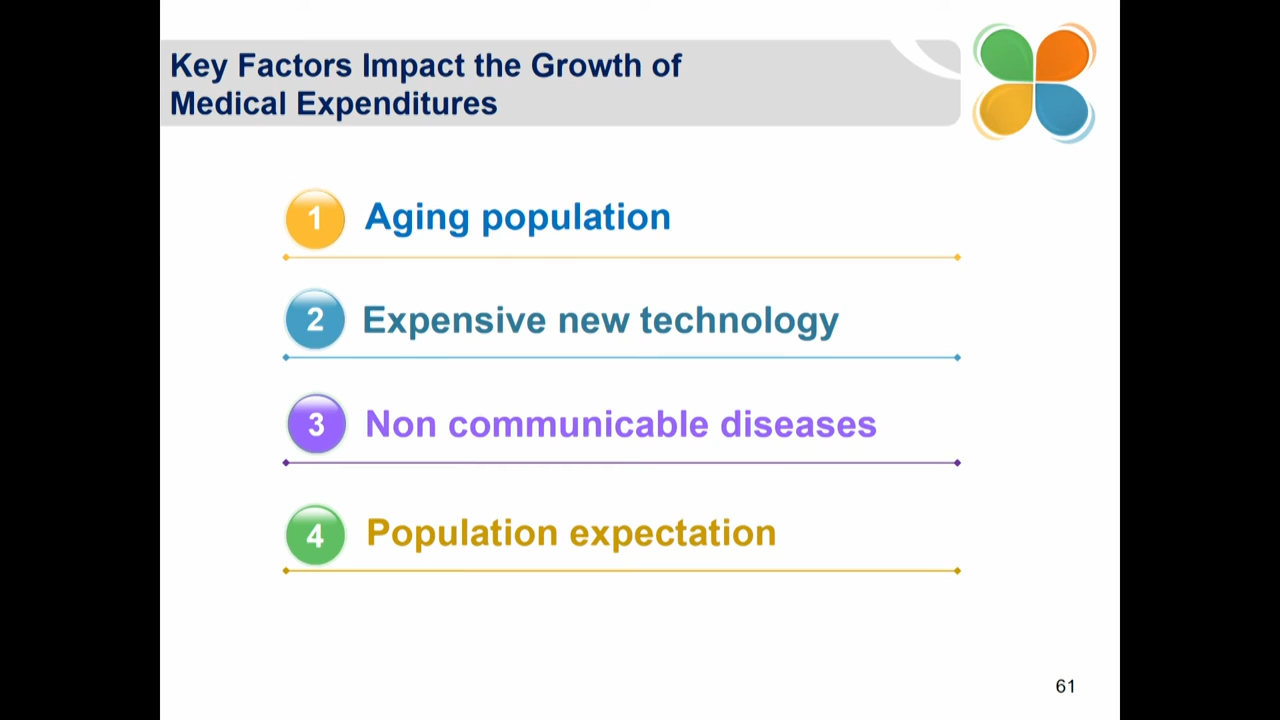 Key Factors Impact the Growth of
Medical Expenditures
1 Aging population
2 Expensive new technology
3 Non communicable diseases
4 Population expectation
61